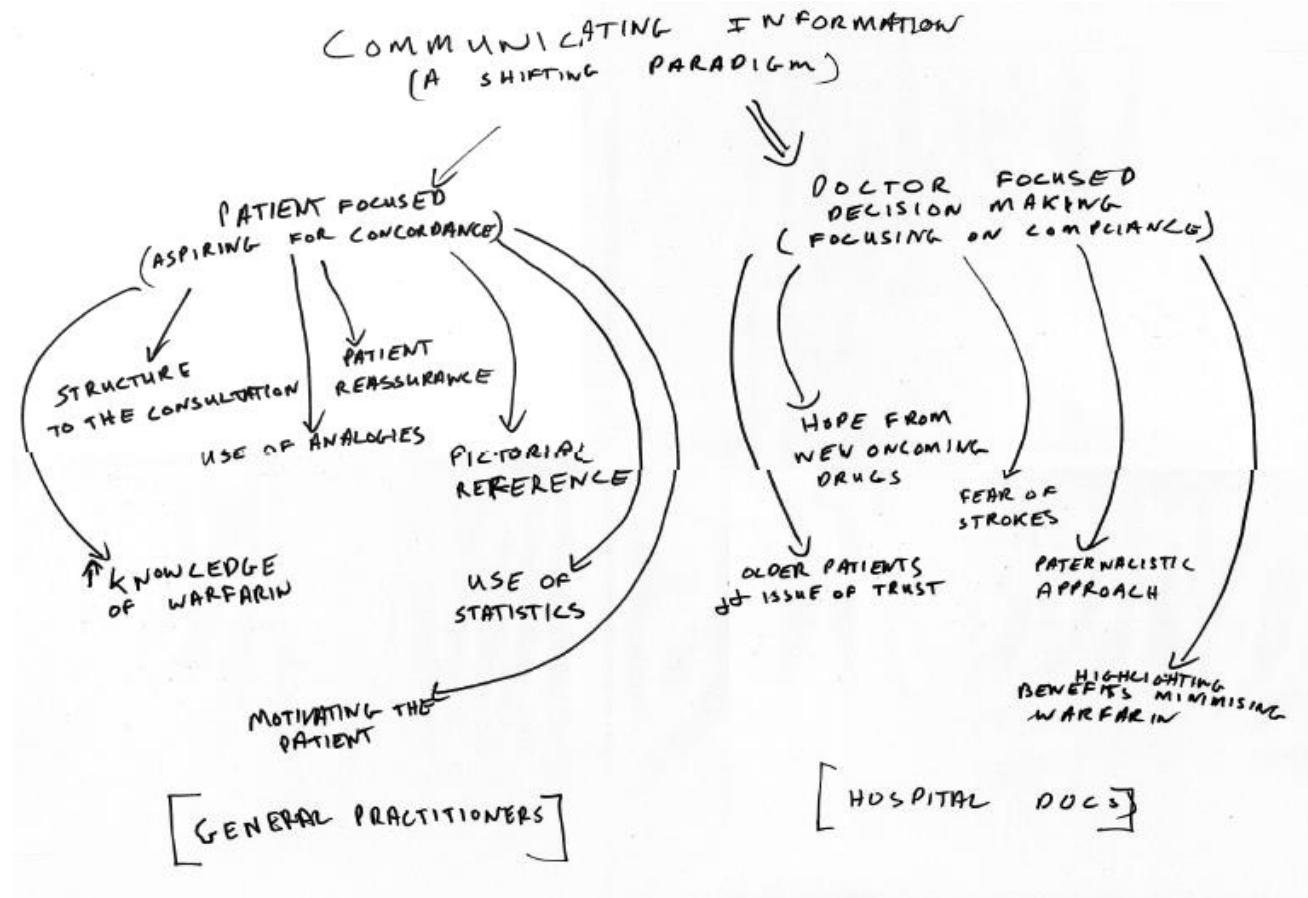 COMMUNICATING INFORMATION
(A SHIFTING PARADIGM)
PATIENT FOCUSED
(ASPIRING FOR CONCORDANCE)
STRUCTURE
TO THE CONSULTATION
USE OF ANALOGIES
PATIENT
REASSURANCE
PICTORIAL
REFERENCE
↑ KNOWLEDGE
OF WARFARIN
USE OF
STATISTICS
MOTIVATING THE
PATIENT
[GENERAL PRACTITIONERS]
DOCTOR FOCUSED
DECISION MAKING
(FOCUSING ON COMPLIANCE)
HOPE FROM
NEW ONCOMING
DRUGS
FEAR OF
STROKES
OLDER PATIENTS
ISSUE OF TRUST
PATERNALISTIC
APPROACH
HIGHLIGHTING
BENEFITS MINIMISING
WARFARIN
[HOSPITAL DOCS]